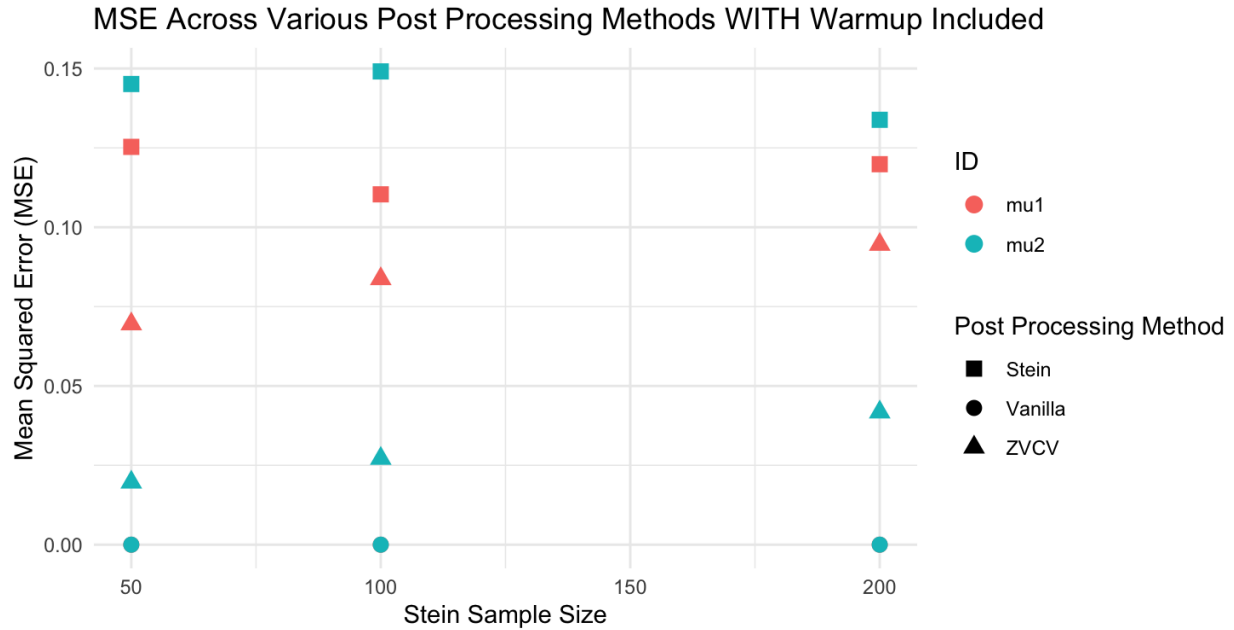 MSE Across Various Post Processing Methods WITH Warmup Included
Mean Squared Error (MSE)
0.15
0.10
0.05
0.00
50
100
150
200
Stein Sample Size
ID
mu1
mu2
Post Processing Method
Stein
Vanilla
ZVCV